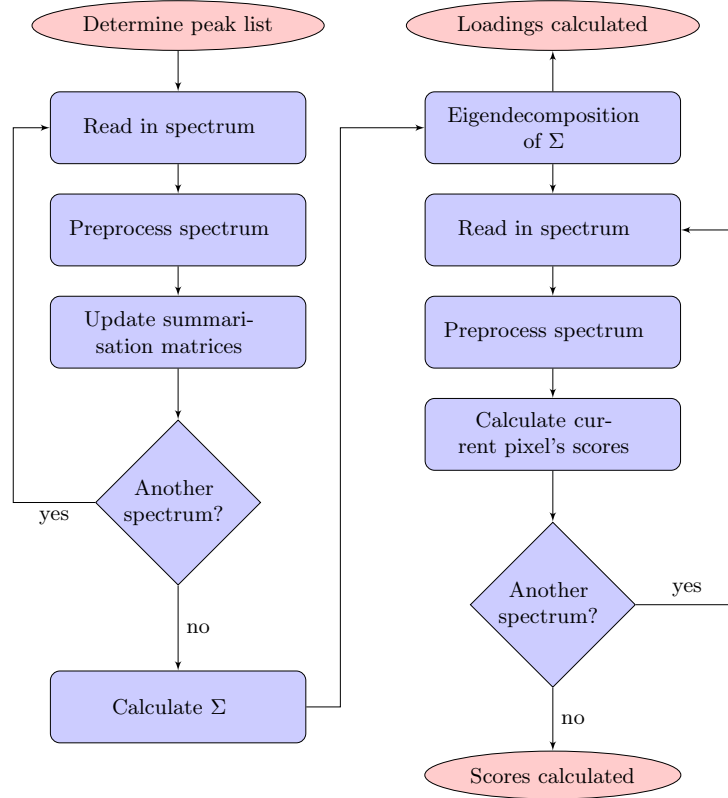 Determine peak list
Read in spectrum
Preprocess spectrum
Update summari-
sation matrices
Another
spectrum?
yes
no
Calculate Σ
Loadings calculated
Eigendecomposition
of Σ
Read in spectrum
Preprocess spectrum
Calculate cur-
rent pixel's scores
Another
spectrum?
yes
no
Scores calculated